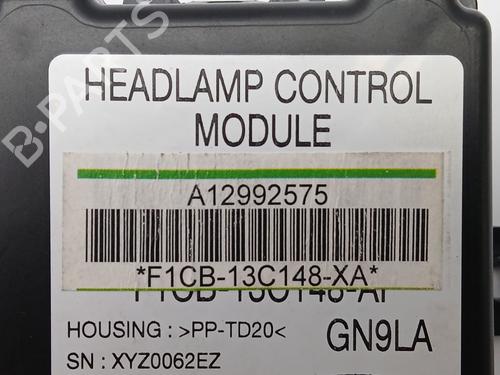 HEADLAMP CONTROL
MODULE
A12992575
*F1CB-13C148-XA*
HOUSING : >PP-TD20< GN9LA
SN : XYZ0062EZ
B-PARTS